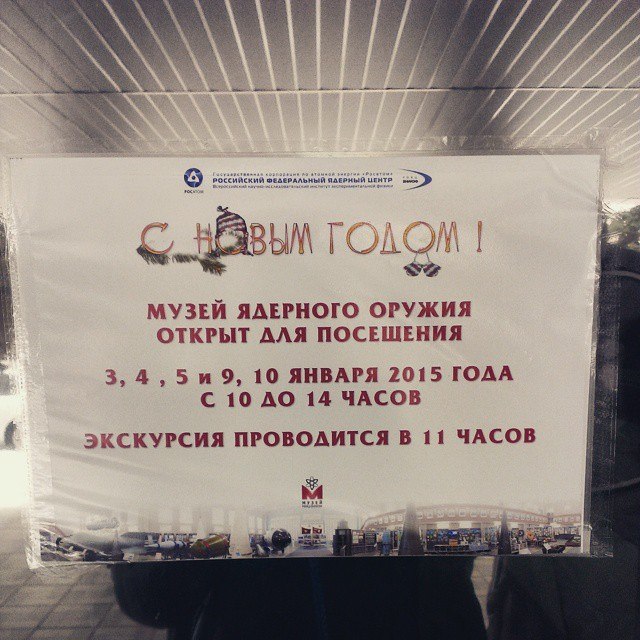 Государственная корпорация по атомной энергии «Росатом»
РОССИЙСКИЙ ФЕДЕРАЛЬНЫЙ ЯДЕРНЫЙ ЦЕНТР
Всероссийский научно-исследовательский институт экспериментальной физики
РОСАТОМ
С НОВЫМ ГОДОМ !
МУЗЕЙ ЯДЕРНОГО ОРУЖИЯ
ОТКРЫТ ДЛЯ ПОСЕЩЕНИЯ
3, 4 , 5 и 9, 10 ЯНВАРЯ 2015 ГОДА
С 10 ДО 14 ЧАСОВ
ЭКСКУРСИЯ ПРОВОДИТСЯ В 11 ЧАСОВ
МУЗЕЙ